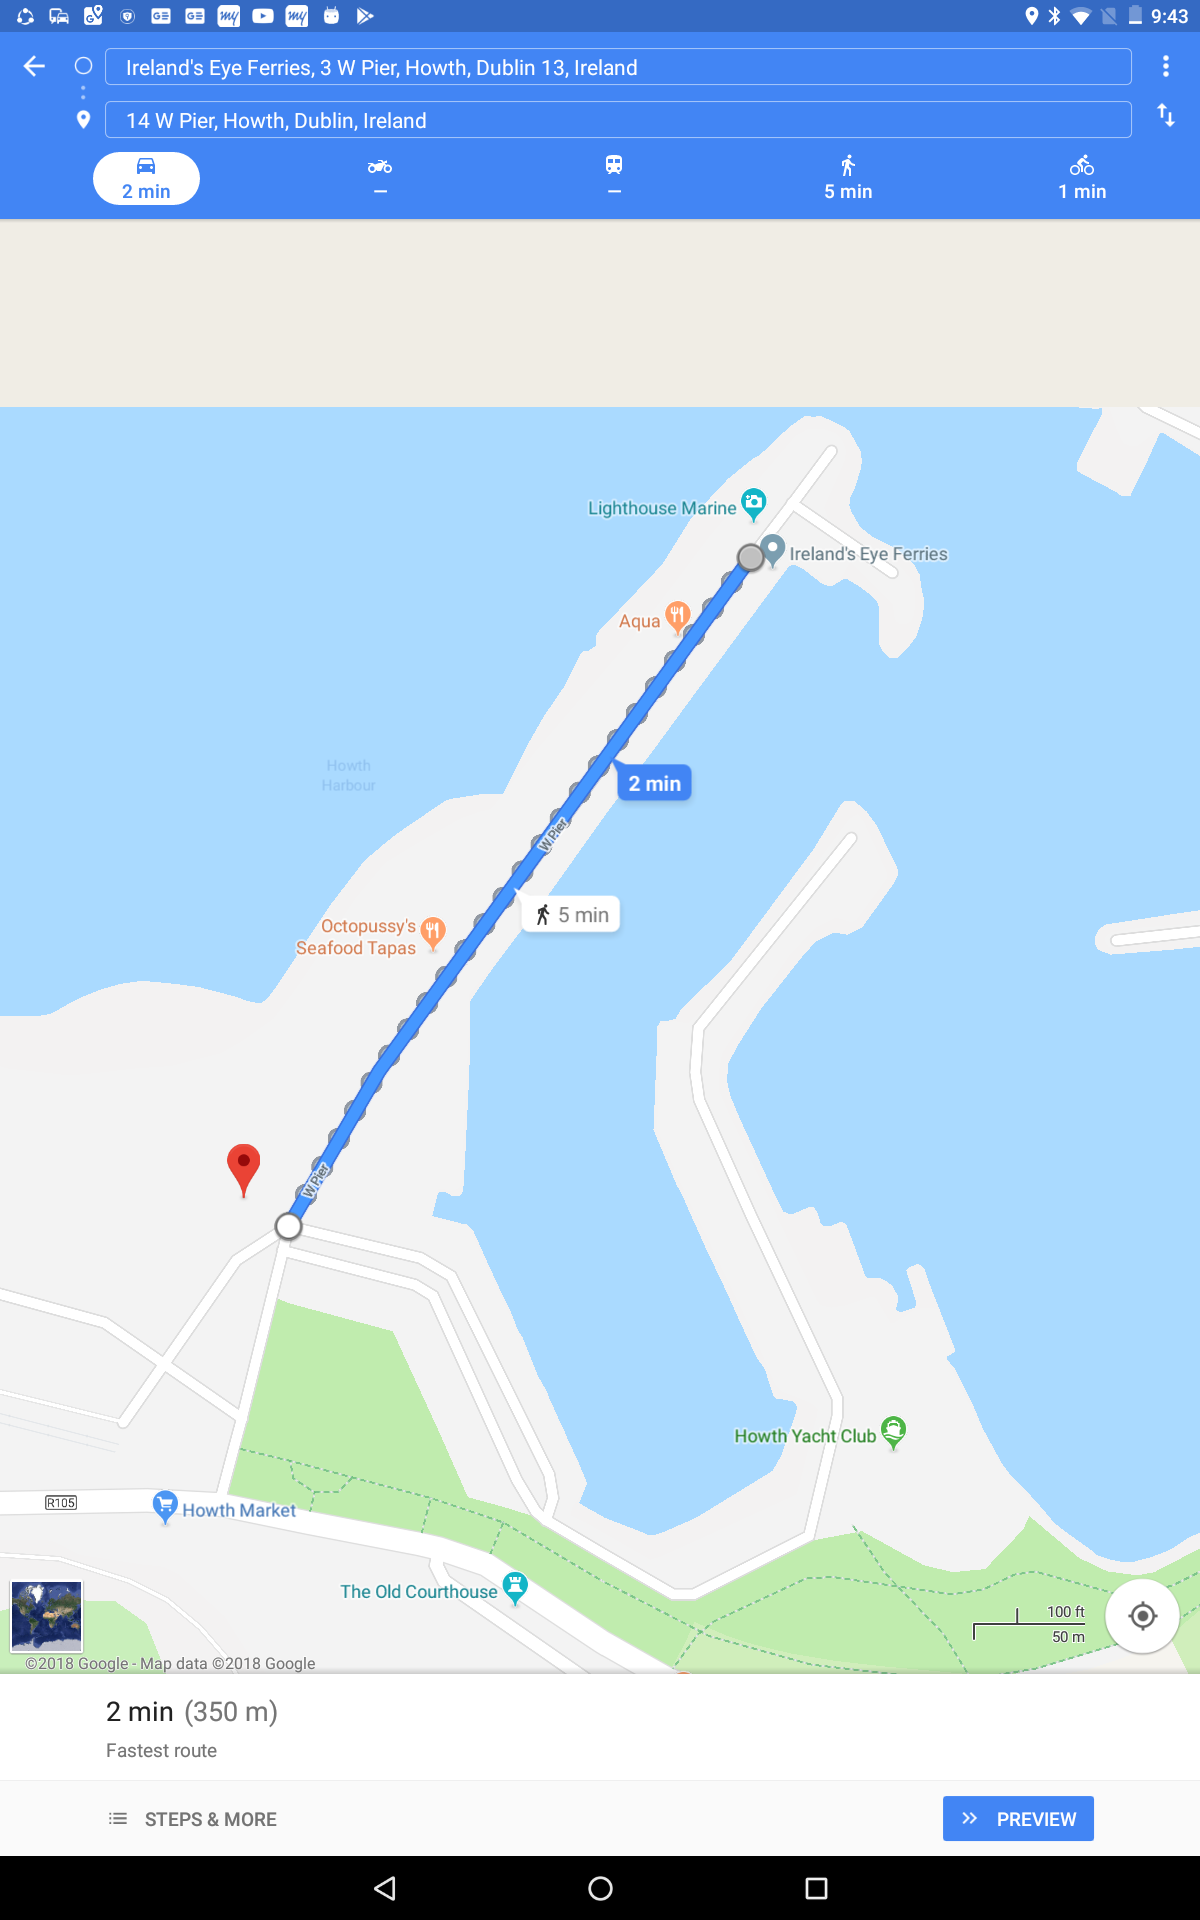 9:43
Ireland's Eye Ferries, 3 W Pier, Howth, Dublin 13, Ireland
14 W Pier, Howth, Dublin, Ireland
2 min
–
–
5 min
1 min
Lighthouse Marine
Ireland's Eye Ferries
Aqua
Howth
Harbour
2 min
W Pier
5 min
Octopussy's
Seafood Tapas
W Pier
Howth Yacht Club
R105
Howth Market
The Old Courthouse
100 ft
50 m
©2018 Google - Map data ©2018 Google
2 min (350 m)
Fastest route
STEPS & MORE
PREVIEW